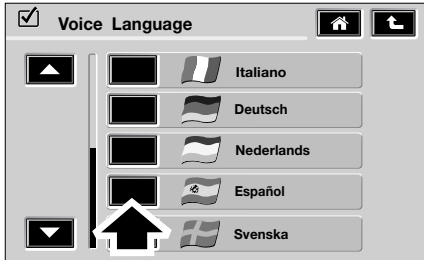 Voice Language
Italiano
Deutsch
Nederlands
Español
Svenska